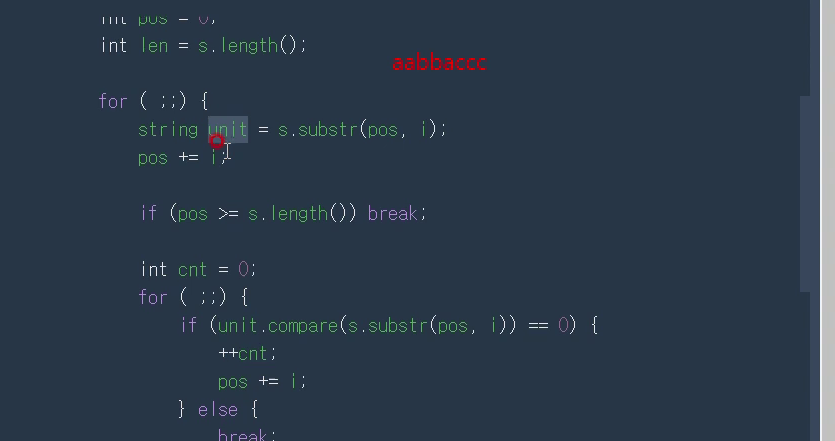 int pos = 0;
int len = s.length();
aabbaccc
for ( ;;) {
string unit = s.substr(pos, i);
pos += i;
if (pos >= s.length()) break;
int cnt = 0;
for ( ;;) {
if (unit.compare(s.substr(pos, i)) == 0) {
++cnt;
pos += i;
} else {
break;